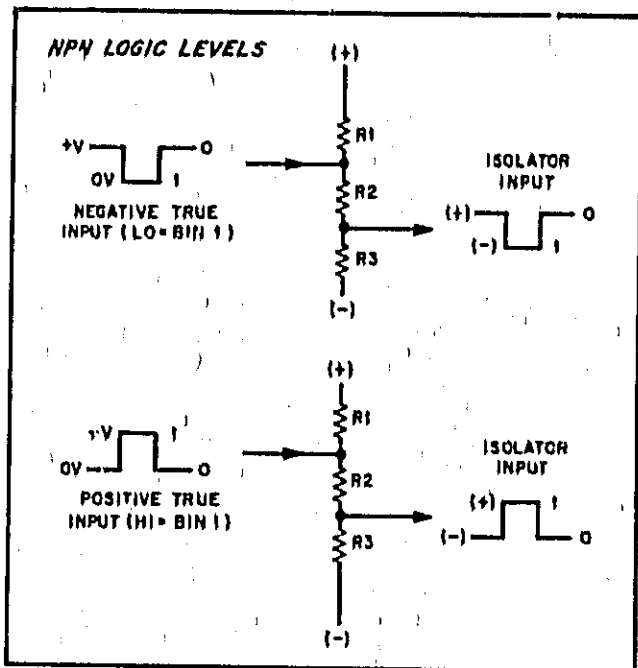 NPN LOGIC LEVELS
(+)
R1
+V
0
0V
1
NEGATIVE TRUE
INPUT (LO = BIN 1)
R2
R3
(-)
ISOLATOR
INPUT
(+)
0
(-)
1
(+)
R1
+V
1
0V
0
POSITIVE TRUE
INPUT (HI = BIN 1)
R2
R3
(-)
ISOLATOR
INPUT
(+)
1
(-)
0